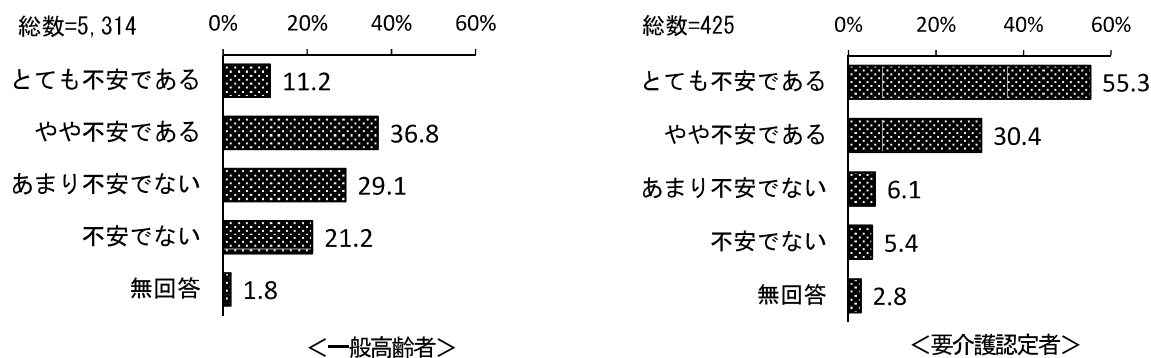 総数=5,314
0% 20% 40% 60%
とても不安である 11.2
やや不安である 36.8
あまり不安でない 29.1
不安でない 21.2
無回答 1.8
＜一般高齢者＞
総数=425
0% 20% 40% 60%
とても不安である 55.3
やや不安である 30.4
あまり不安でない 6.1
不安でない 5.4
無回答 2.8
＜要介護認定者＞